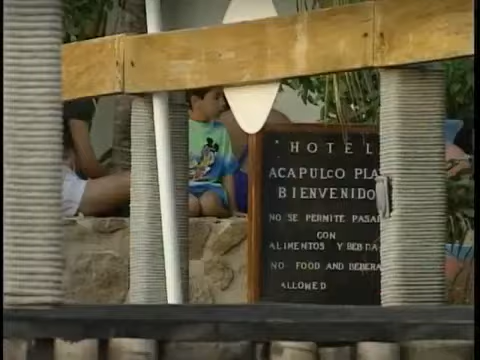 HOTEL
ACAPULCO PLA
BIENVENIDO
NO SE PERMITE PASA
CON
ALIMENTOS Y BEBIDA
NO FOOD AND BEBERA
ALLOWED